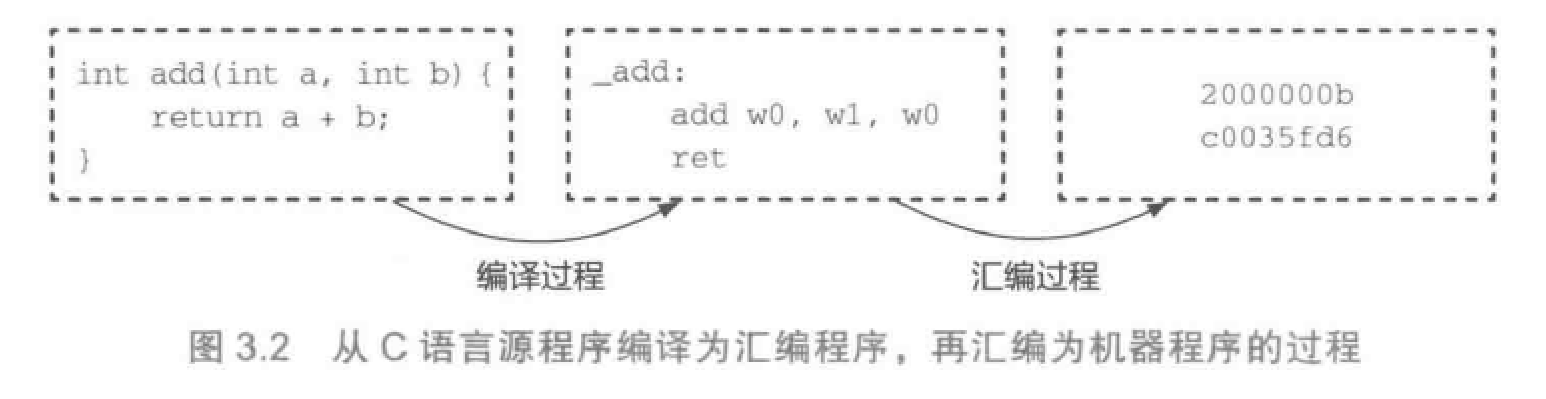 int add(int a, int b) {
return a + b;
}
_add:
add w0, w1, w0
ret
2000000b
c0035fd6
编译过程
汇编过程
图 3.2 从 C 语言源程序编译为汇编程序，再汇编为机器程序的过程